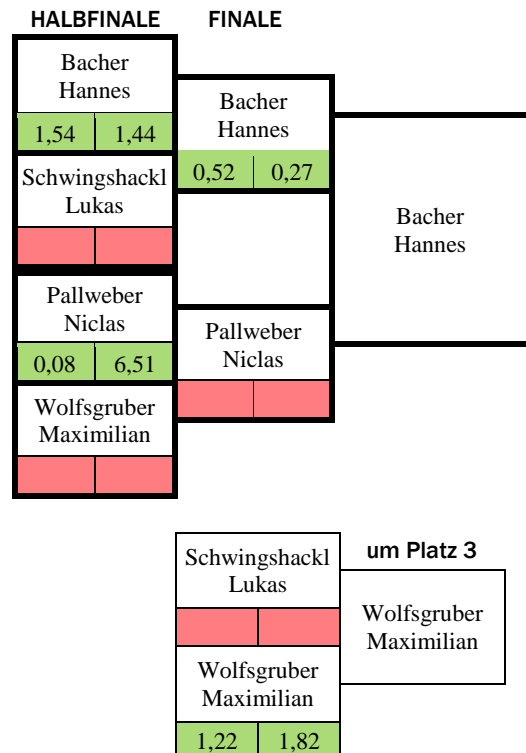 HALBFINALE FINALE
Bacher
Hannes
1,54 1,44
Schwingshackl
Lukas
Pallweber
Niclas
0,08 6,51
Wolfsgruber
Maximilian
Bacher
Hannes
0,52 0,27
Pallweber
Niclas
Bacher
Hannes
Schwingshackl
Lukas
Wolfsgruber
Maximilian
1,22 1,82
um Platz 3
Wolfsgruber
Maximilian